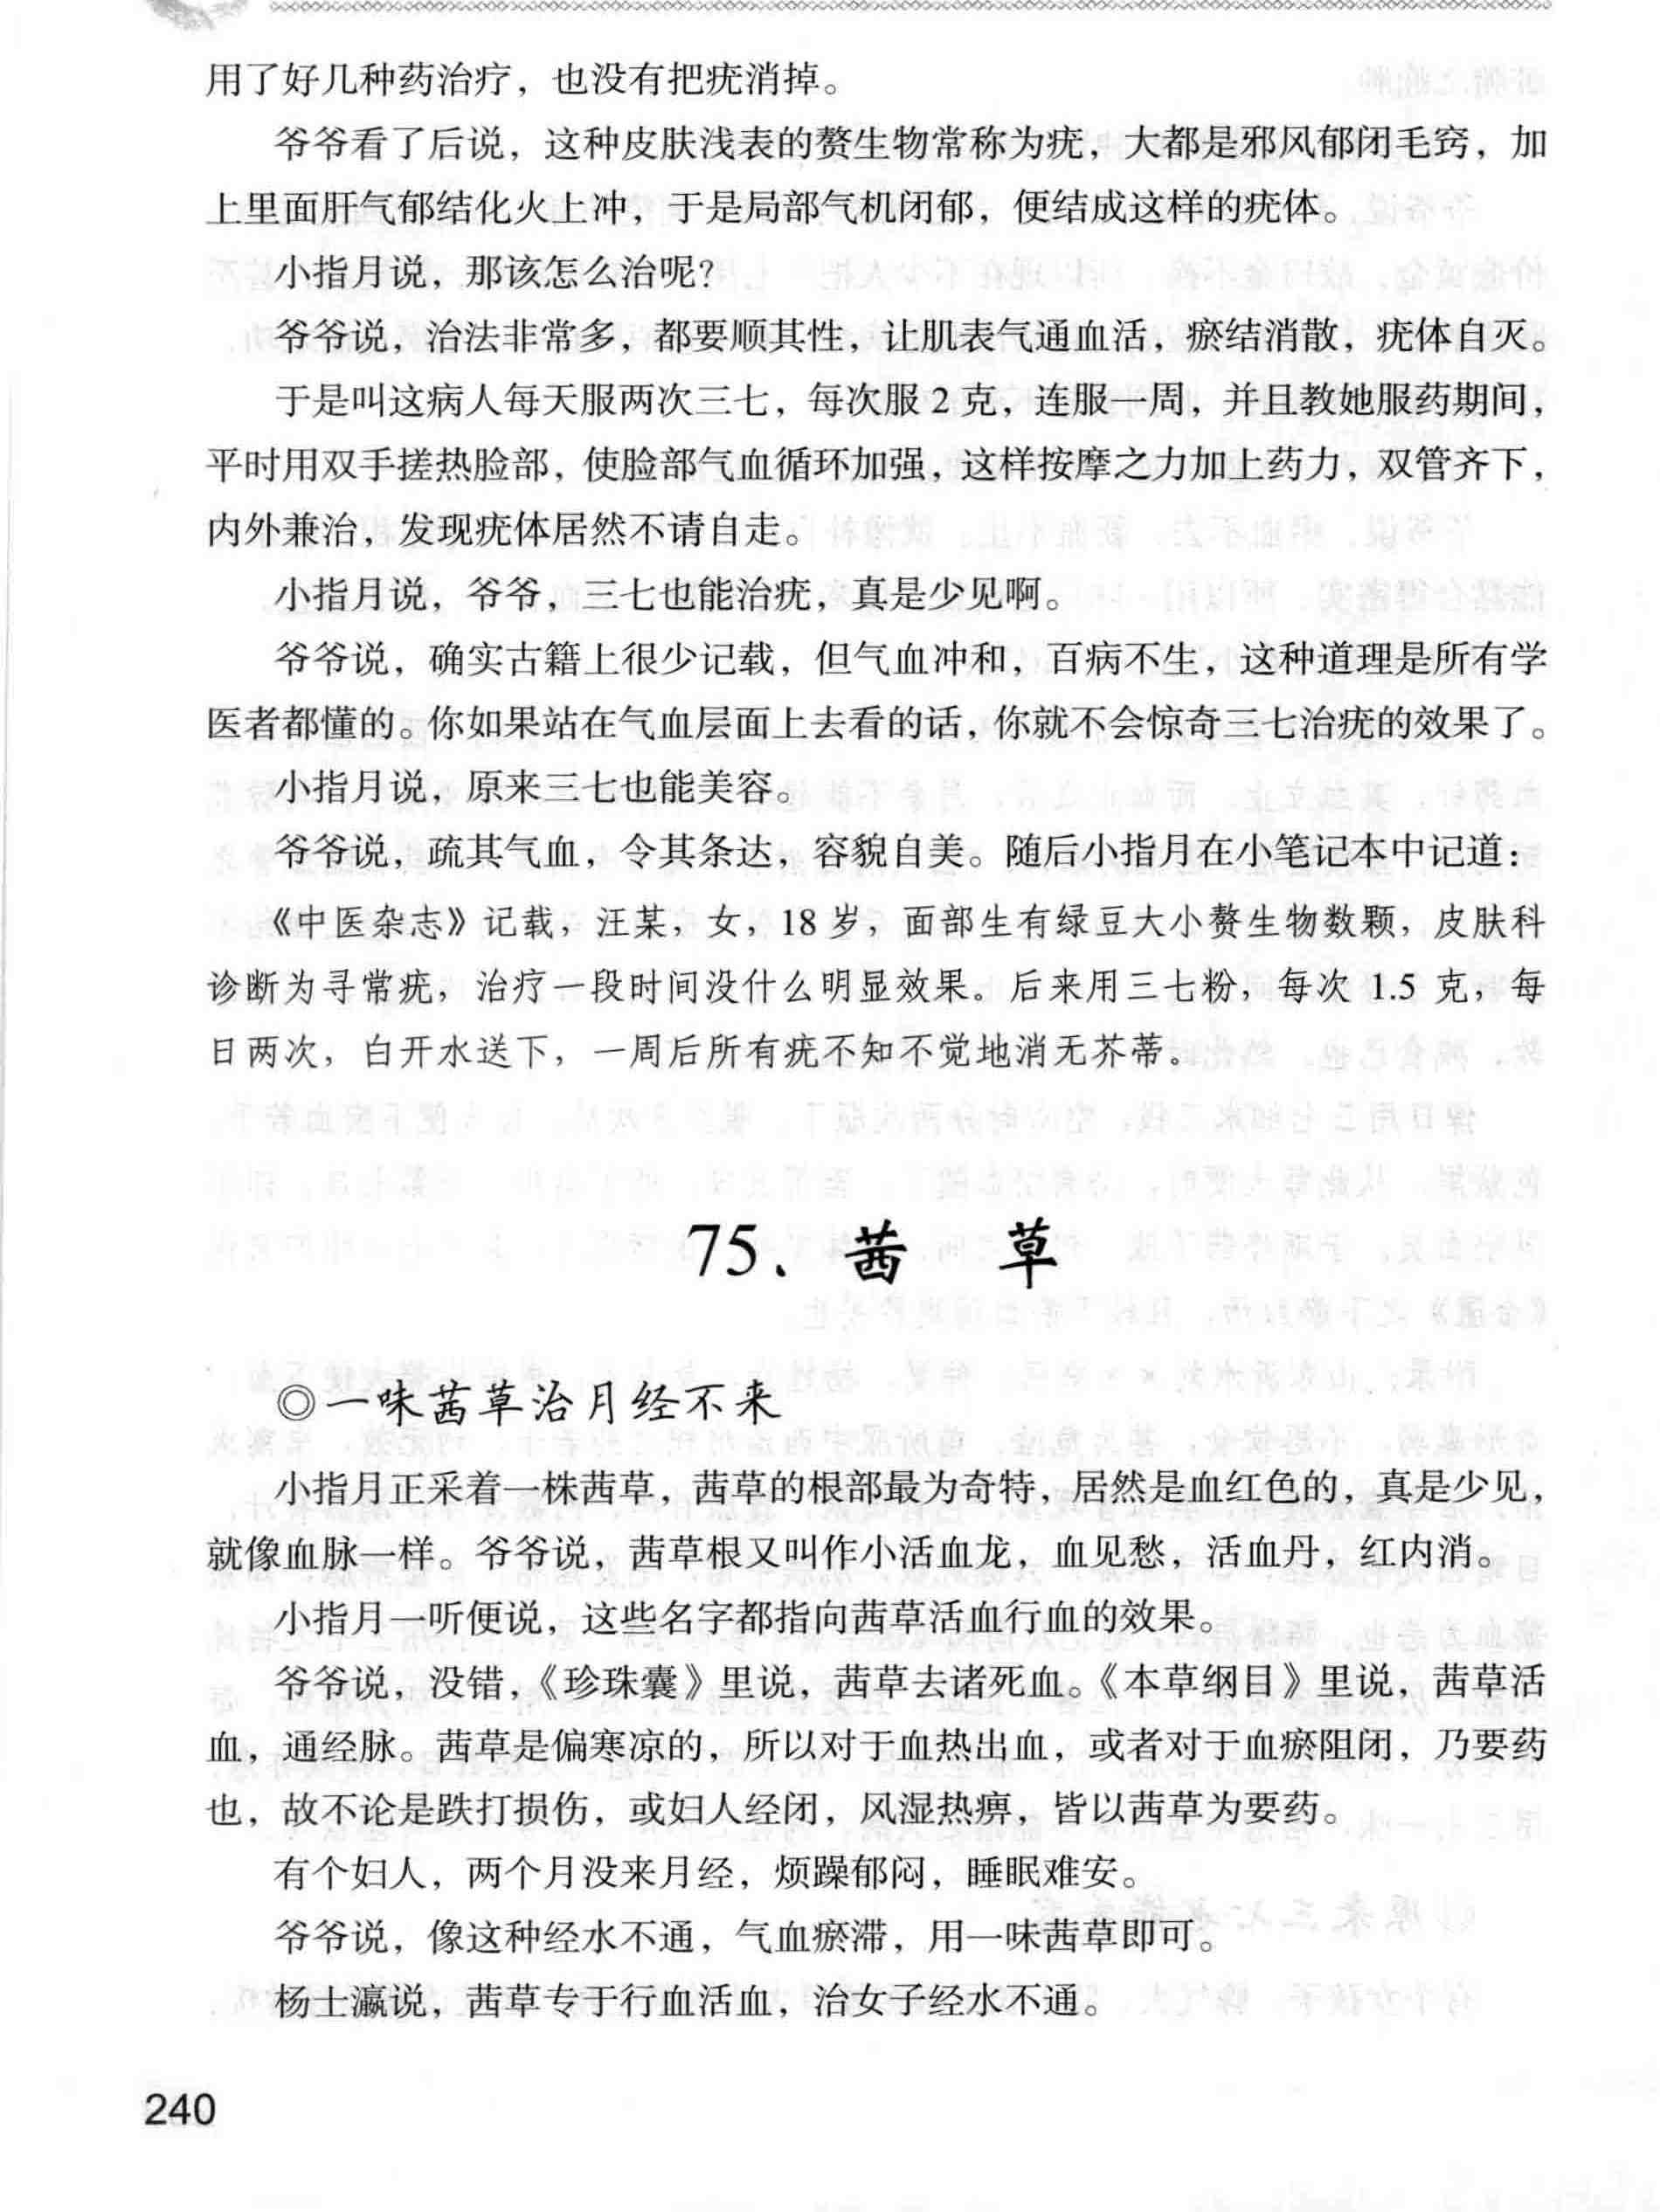 用了好几种药治疗，也没有把疣消掉。
爷爷看了后说，这种皮肤浅表的赘生物常称为疣，大都是邪风郁闭毛窍，加
上里面肝气郁结化火上冲，于是局部气机闭郁，便结成这样的疣体。
小指月说，那该怎么治呢？
爷爷说，治法非常多，都要顺其性，让肌表气通血活，瘀结消散，疣体自灭。
于是叫这病人每天服两次三七，每次服 2 克，连服一周，并且教她服药期间，
平时用双手搓热脸部，使脸部气血循环加强，这样按摩之力加上药力，双管齐下，
内外兼治，发现疣体居然不请自走。
小指月说，爷爷，三七也能治疣，真是少见啊。
爷爷说，确实古籍上很少记载，但气血冲和，百病不生，这种道理是所有学
医者都懂的。你如果站在气血层面上去看的话，你就不会惊奇三七治疣的效果了。
小指月说，原来三七也能美容。
爷爷说，疏其气血，令其条达，容貌自美。随后小指月在小笔记本中记道：
《中医杂志》记载，汪某，女，18 岁，面部生有绿豆大小赘生物数颗，皮肤科
诊断为寻常疣，治疗一段时间没什么明显效果。后来用三七粉，每次 1.5 克，每
日两次，白开水送下，一周后所有疣不知不觉地消无芥蒂。
75、茜 草
◎一味茜草治月经不来
小指月正采着一株茜草，茜草的根部最为奇特，居然是血红色的，真是少见，
就像血脉一样。爷爷说，茜草根又叫作小活血龙，血见愁，活血丹，红内消。
小指月一听便说，这些名字都指向茜草活血行血的效果。
爷爷说，没错，《珍珠囊》里说，茜草去诸死血。《本草纲目》里说，茜草活
血，通经脉。茜草是偏寒凉的，所以对于血热出血，或者对于血瘀阻闭，乃要药
也，故不论是跌打损伤，或妇人经闭，风湿热痹，皆以茜草为要药。
有个妇人，两个月没来月经，烦躁郁闷，睡眠难安。
爷爷说，像这种经水不通，气血瘀滞，用一味茜草即可。
杨士瀛说，茜草专于行血活血，治女子经水不通。
240